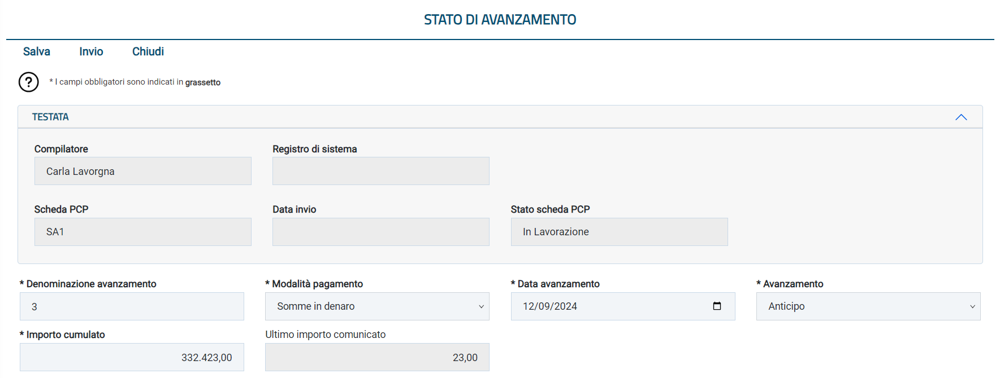 STATO DI AVANZAMENTO
Salva Invio Chiudi
? * I campi obbligatori sono indicati in grassetto
TESTATA
Compilatore Registro di sistema
Carla Lavorgna
Scheda PCP Data invio Stato scheda PCP
SA1 In Lavorazione
* Denominazione avanzamento * Modalità pagamento * Data avanzamento * Avanzamento
3 Somme in denaro 12/09/2024 Anticipo
* Importo cumulato Ultimo importo comunicato
332.423,00 23,00